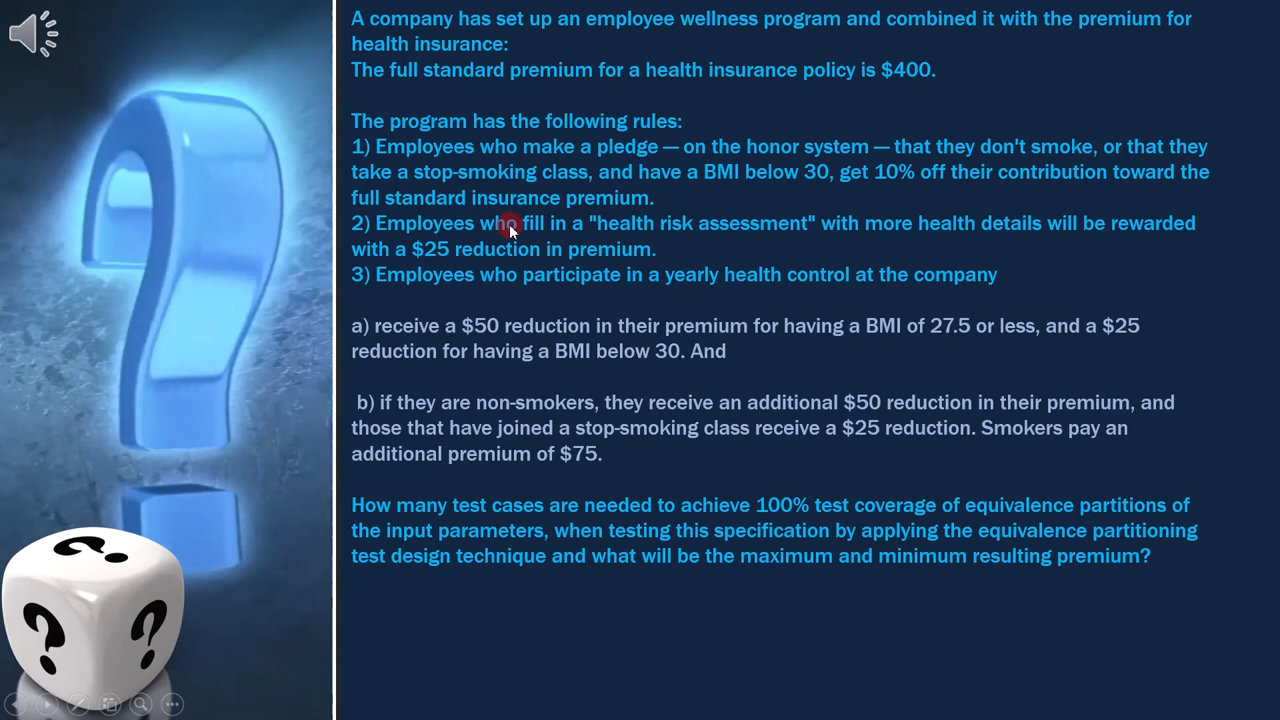 A company has set up an employee wellness program and combined it with the premium for
health insurance:
The full standard premium for a health insurance policy is $400.
The program has the following rules:
1) Employees who make a pledge — on the honor system — that they don't smoke, or that they
take a stop-smoking class, and have a BMI below 30, get 10% off their contribution toward the
full standard insurance premium.
2) Employees who fill in a "health risk assessment" with more health details will be rewarded
with a $25 reduction in premium.
3) Employees who participate in a yearly health control at the company
a) receive a $50 reduction in their premium for having a BMI of 27.5 or less, and a $25
reduction for having a BMI below 30. And
b) if they are non-smokers, they receive an additional $50 reduction in their premium, and
those that have joined a stop-smoking class receive a $25 reduction. Smokers pay an
additional premium of $75.
How many test cases are needed to achieve 100% test coverage of equivalence partitions of
the input parameters, when testing this specification by applying the equivalence partitioning
test design technique and what will be the maximum and minimum resulting premium?